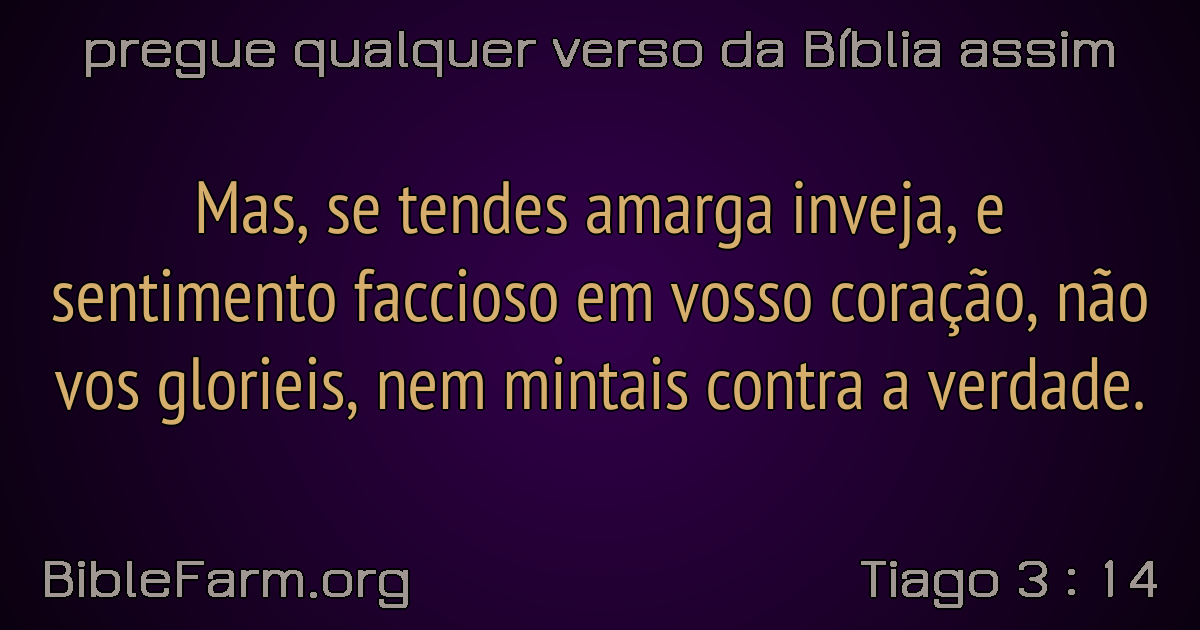 pregue qualquer verso da Bíblia assim
Mas, se tendes amarga inveja, e
sentimento faccioso em vosso coração, não
vos glorieis, nem mintais contra a verdade.
BibleFarm.org
Tiago 3 : 14